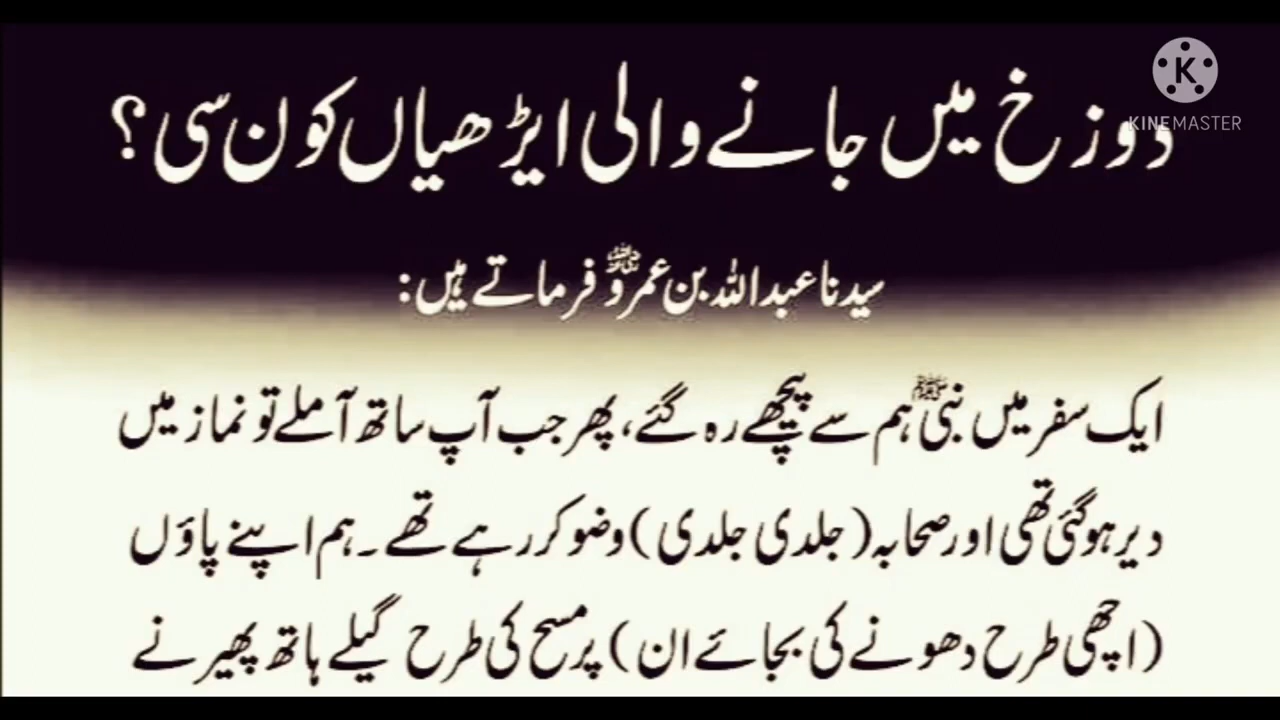 دوزخ میں جانے والی ایڑھیاں کون سی؟
KINEMASTER
سیدنا عبداللہ بن عمرو رضی اللہ عنہ فرماتے ہیں:
ایک سفر میں نبی ﷺ ہم سے پیچھے رہ گئے، پھر جب آپ ساتھ آملے تو نماز میں
دیر ہوگئی تھی اور صحابہ (جلدی جلدی) وضو کر رہے تھے۔ ہم اپنے پاؤں
(اچھی طرح دھونے کی بجائے ان) پر مسح کی طرح گیلے ہاتھ پھیرنے